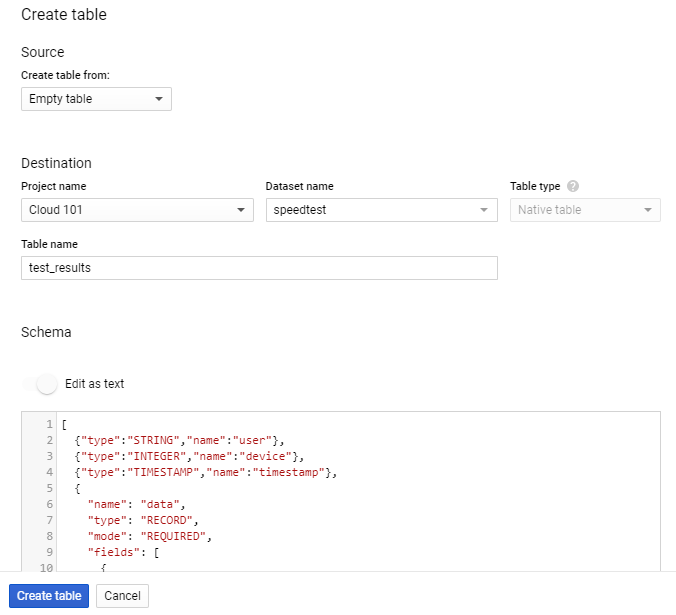 Create table
Source
Create table from:
Empty table
Destination
Project name Dataset name Table type ?
Cloud 101 speedtest Native table
Table name
test_results
Schema
Edit as text
1 [
2 {"type":"STRING","name":"user"},
3 {"type":"INTEGER","name":"device"},
4 {"type":"TIMESTAMP","name":"timestamp"},
5 {
6 "name": "data",
7 "type": "RECORD",
8 "mode": "REQUIRED",
9 "fields": [
10 {
Create table Cancel